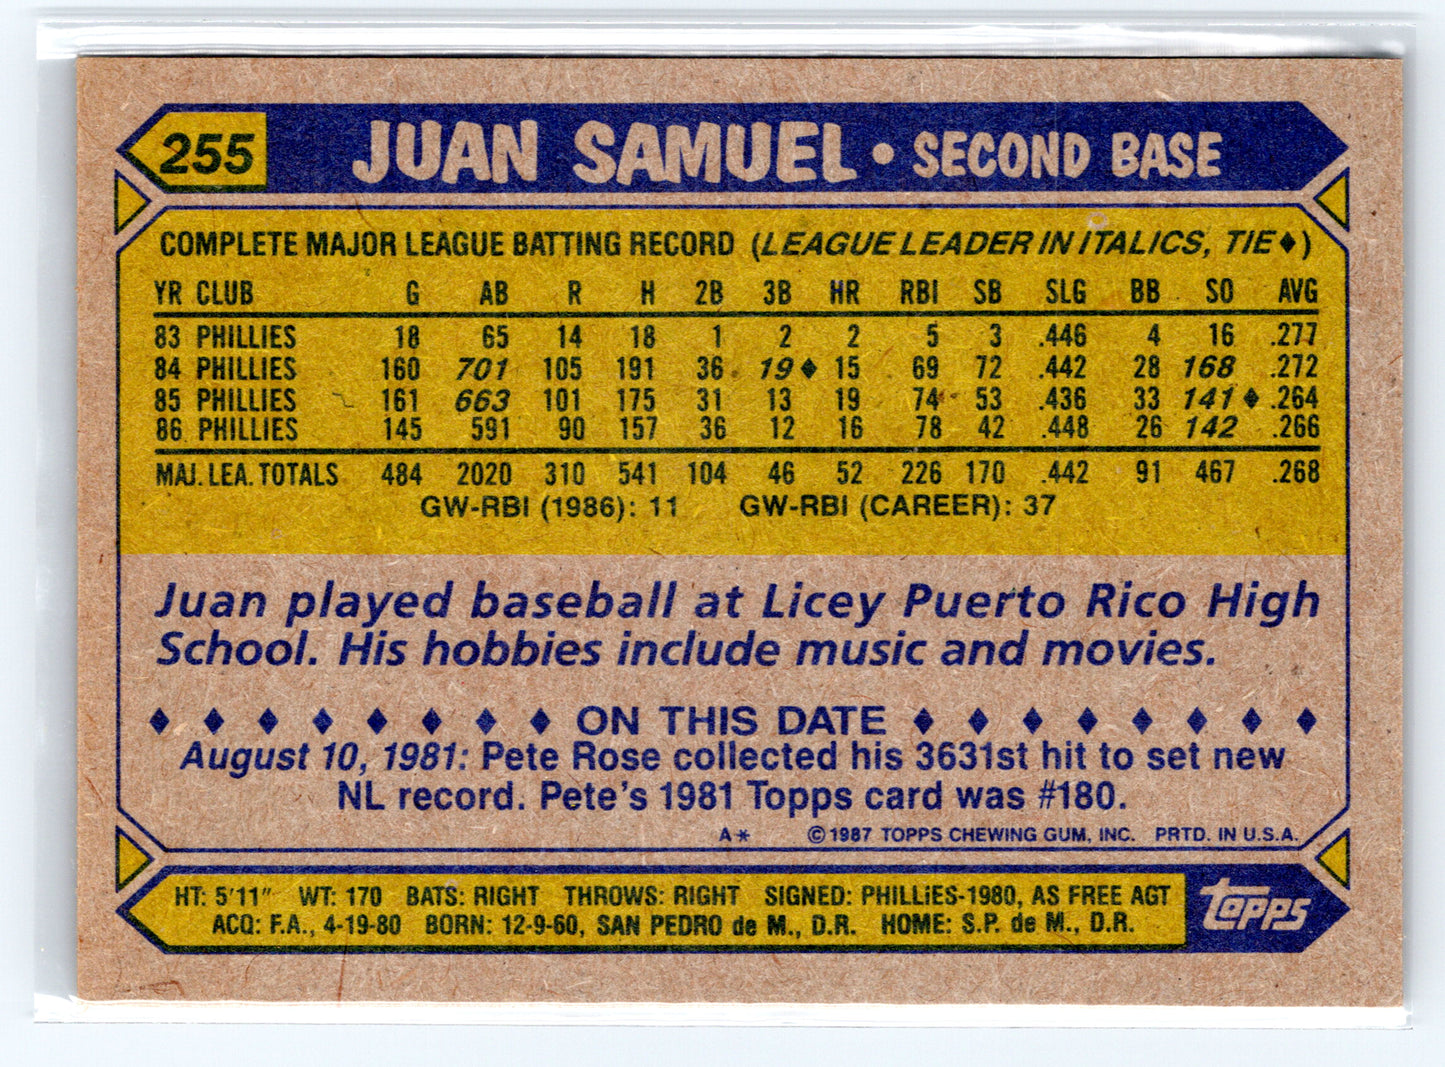 255 JUAN SAMUEL • SECOND BASE
COMPLETE MAJOR LEAGUE BATTING RECORD (LEAGUE LEADER IN ITALICS, TIE♦)
YR CLUB G AB R H 2B 3B HR RBI SB SLG BB SO AVG
83 PHILLIES 18 65 14 18 1 2 2 5 3 .446 4 16 .277
84 PHILLIES 160 701 105 191 36 19♦ 15 69 72 .442 28 168 .272
85 PHILLIES 161 663 101 175 31 13 19 74 53 .436 33 141♦ .264
86 PHILLIES 145 591 90 157 36 12 16 78 42 .448 26 142 .266
MAJ. LEA. TOTALS 484 2020 310 541 104 46 52 226 170 .442 91 467 .268
GW-RBI (1986): 11 GW-RBI (CAREER): 37
Juan played baseball at Licey Puerto Rico High
School. His hobbies include music and movies.
♦ ♦ ♦ ♦ ♦ ♦ ♦ ♦ ON THIS DATE ♦ ♦ ♦ ♦ ♦ ♦ ♦ ♦
August 10, 1981: Pete Rose collected his 3631st hit to set new
NL record. Pete's 1981 Topps card was #180.
A* ©1987 TOPPS CHEWING GUM, INC. PRTD. IN U.S.A.
HT: 5'11" WT: 170 BATS: RIGHT THROWS: RIGHT SIGNED: PHILLIES-1980, AS FREE AGT
ACQ: F.A., 4-19-80 BORN: 12-9-60, SAN PEDRO de M., D.R. HOME: S.P. de M., D.R.
Topps